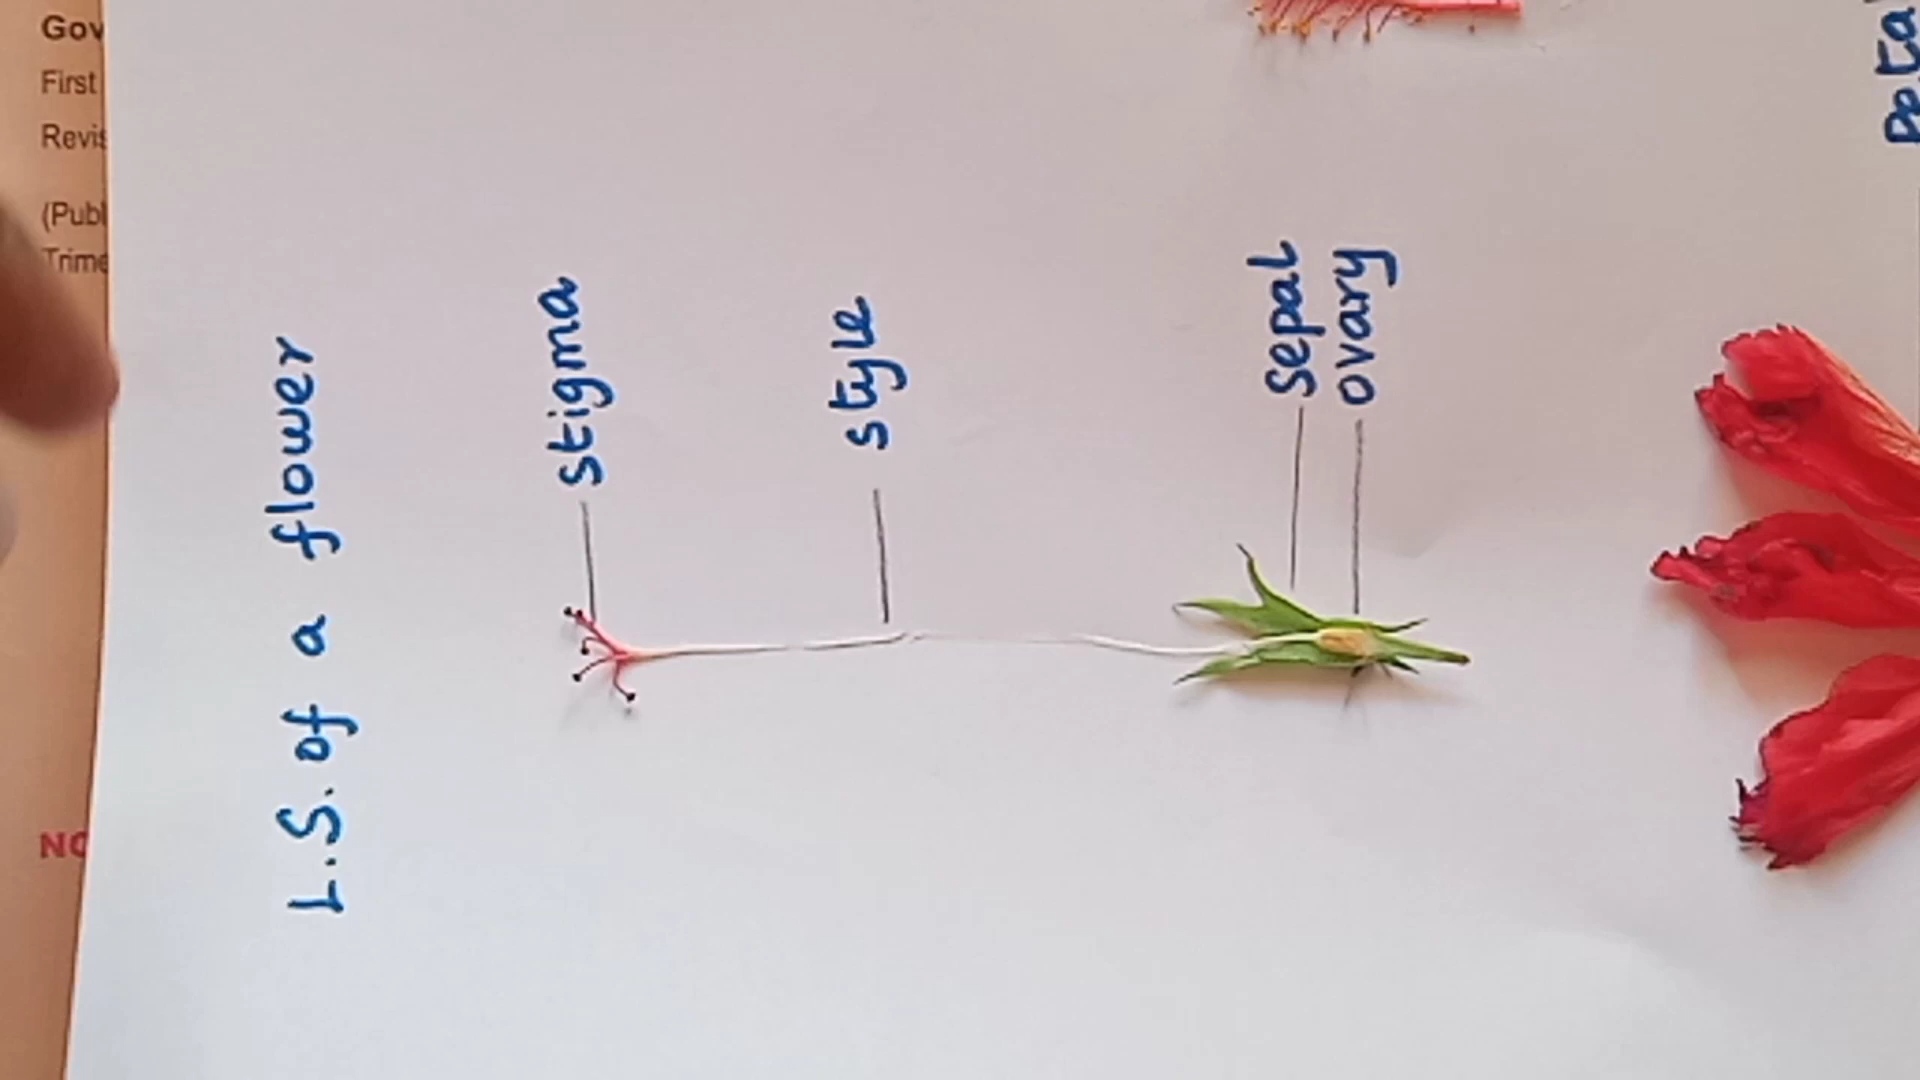 L.S. of a flower
stigma
style
sepal
ovary
Gov
First
Revis
(Publ
Trime
NO
Peta